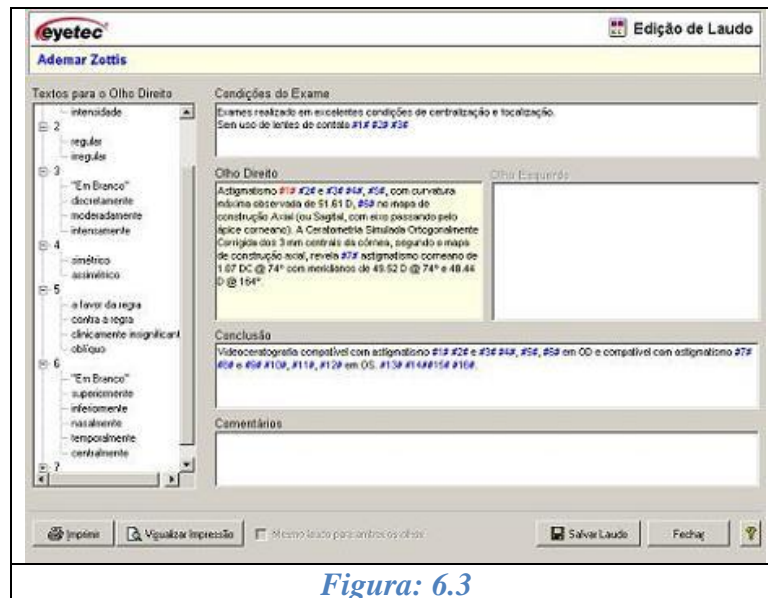 eyetec
Edição de Laudo
Ademar Zottis
Textos para o Olho Direito
intensidade
2
regular
irregular
3
"Em Branco"
discretamente
moderadamente
intensamente
4
simétrico
assimétrico
5
a favor da regra
contra a regra
clinicamente insignificant
oblíquo
6
"Em Branco"
superiormente
inferiormente
nasalmente
temporalmente
centralmente
7
Condições do Exame
Exames realizado em excelentes condições de centralização e focalização.
Sem uso de lentes de contato #1# #2# #3#
Olho Direito
Astigmatismo #1# #2# e #3# #4#, #5#, com curvatura
máxima observada de 51.61 D, #6# no mapa de
construção Axial (ou Sagital, com eixo passando pelo
ápice corneano). A Ceratometria Simulada Ortogonalmente
Corrigida dos 3 mm centrais da córnea, segundo o mapa
de construção axial, revela #7# astigmatismo corneano de
1.07 DC @ 74° com meridianos de 49.52 D @ 74° e 48.44
D @ 164°.
Olho Esquerdo
Conclusão
Videoceratografia compatível com astigmatismo #1# #2# e #3# #4#, #5#, #6# em OD e compatível com astigmatismo #7#
#8# e #9# #10#, #11#, #12# em OS. #13# #14##15# #16#.
Comentários
Imprimir
Visualizar Impressão
Mesmo laudo para ambos os olhos
Salvar Laudo
Fechar
?
Figura: 6.3